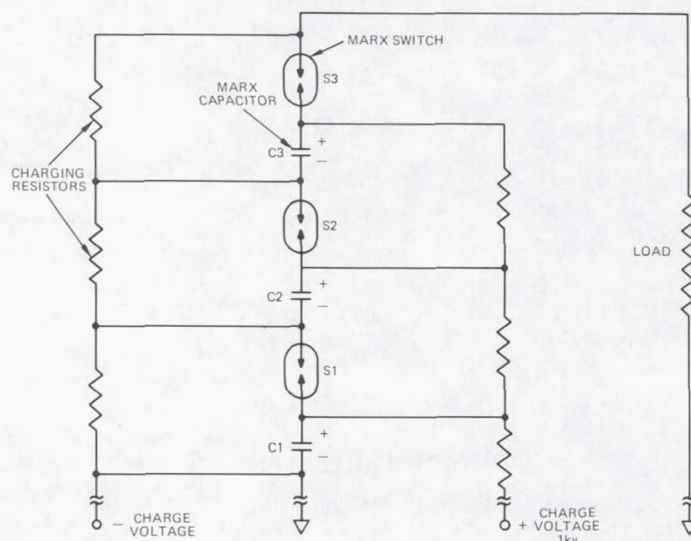 MARX SWITCH
S3
MARX
CAPACITOR
+
C3
–
CHARGING
RESISTORS
S2
LOAD
+
C2
–
S1
+
C1
–
– CHARGE
VOLTAGE
CHARGE
+ VOLTAGE
1kv